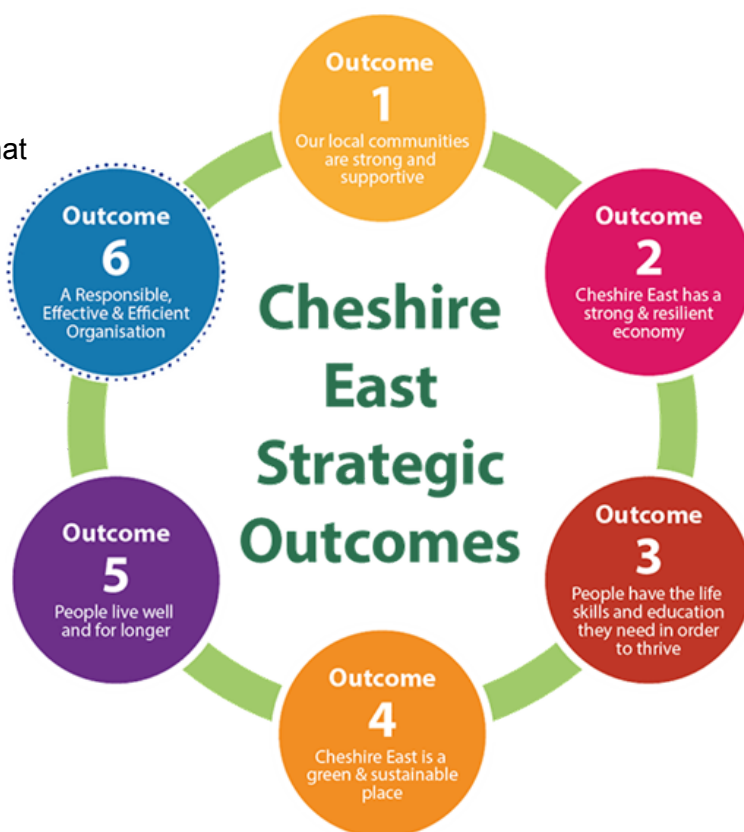 Outcome
1
Our local communities
are strong and
supportive
Outcome
2
Cheshire East has a
strong & resilient
economy
Outcome
3
People have the life
skills and education
they need in order
to thrive
Outcome
4
Cheshire East is a
green & sustainable
place
Outcome
5
People live well
and for longer
Outcome
6
A Responsible,
Effective & Efficient
Organisation
Cheshire
East
Strategic
Outcomes